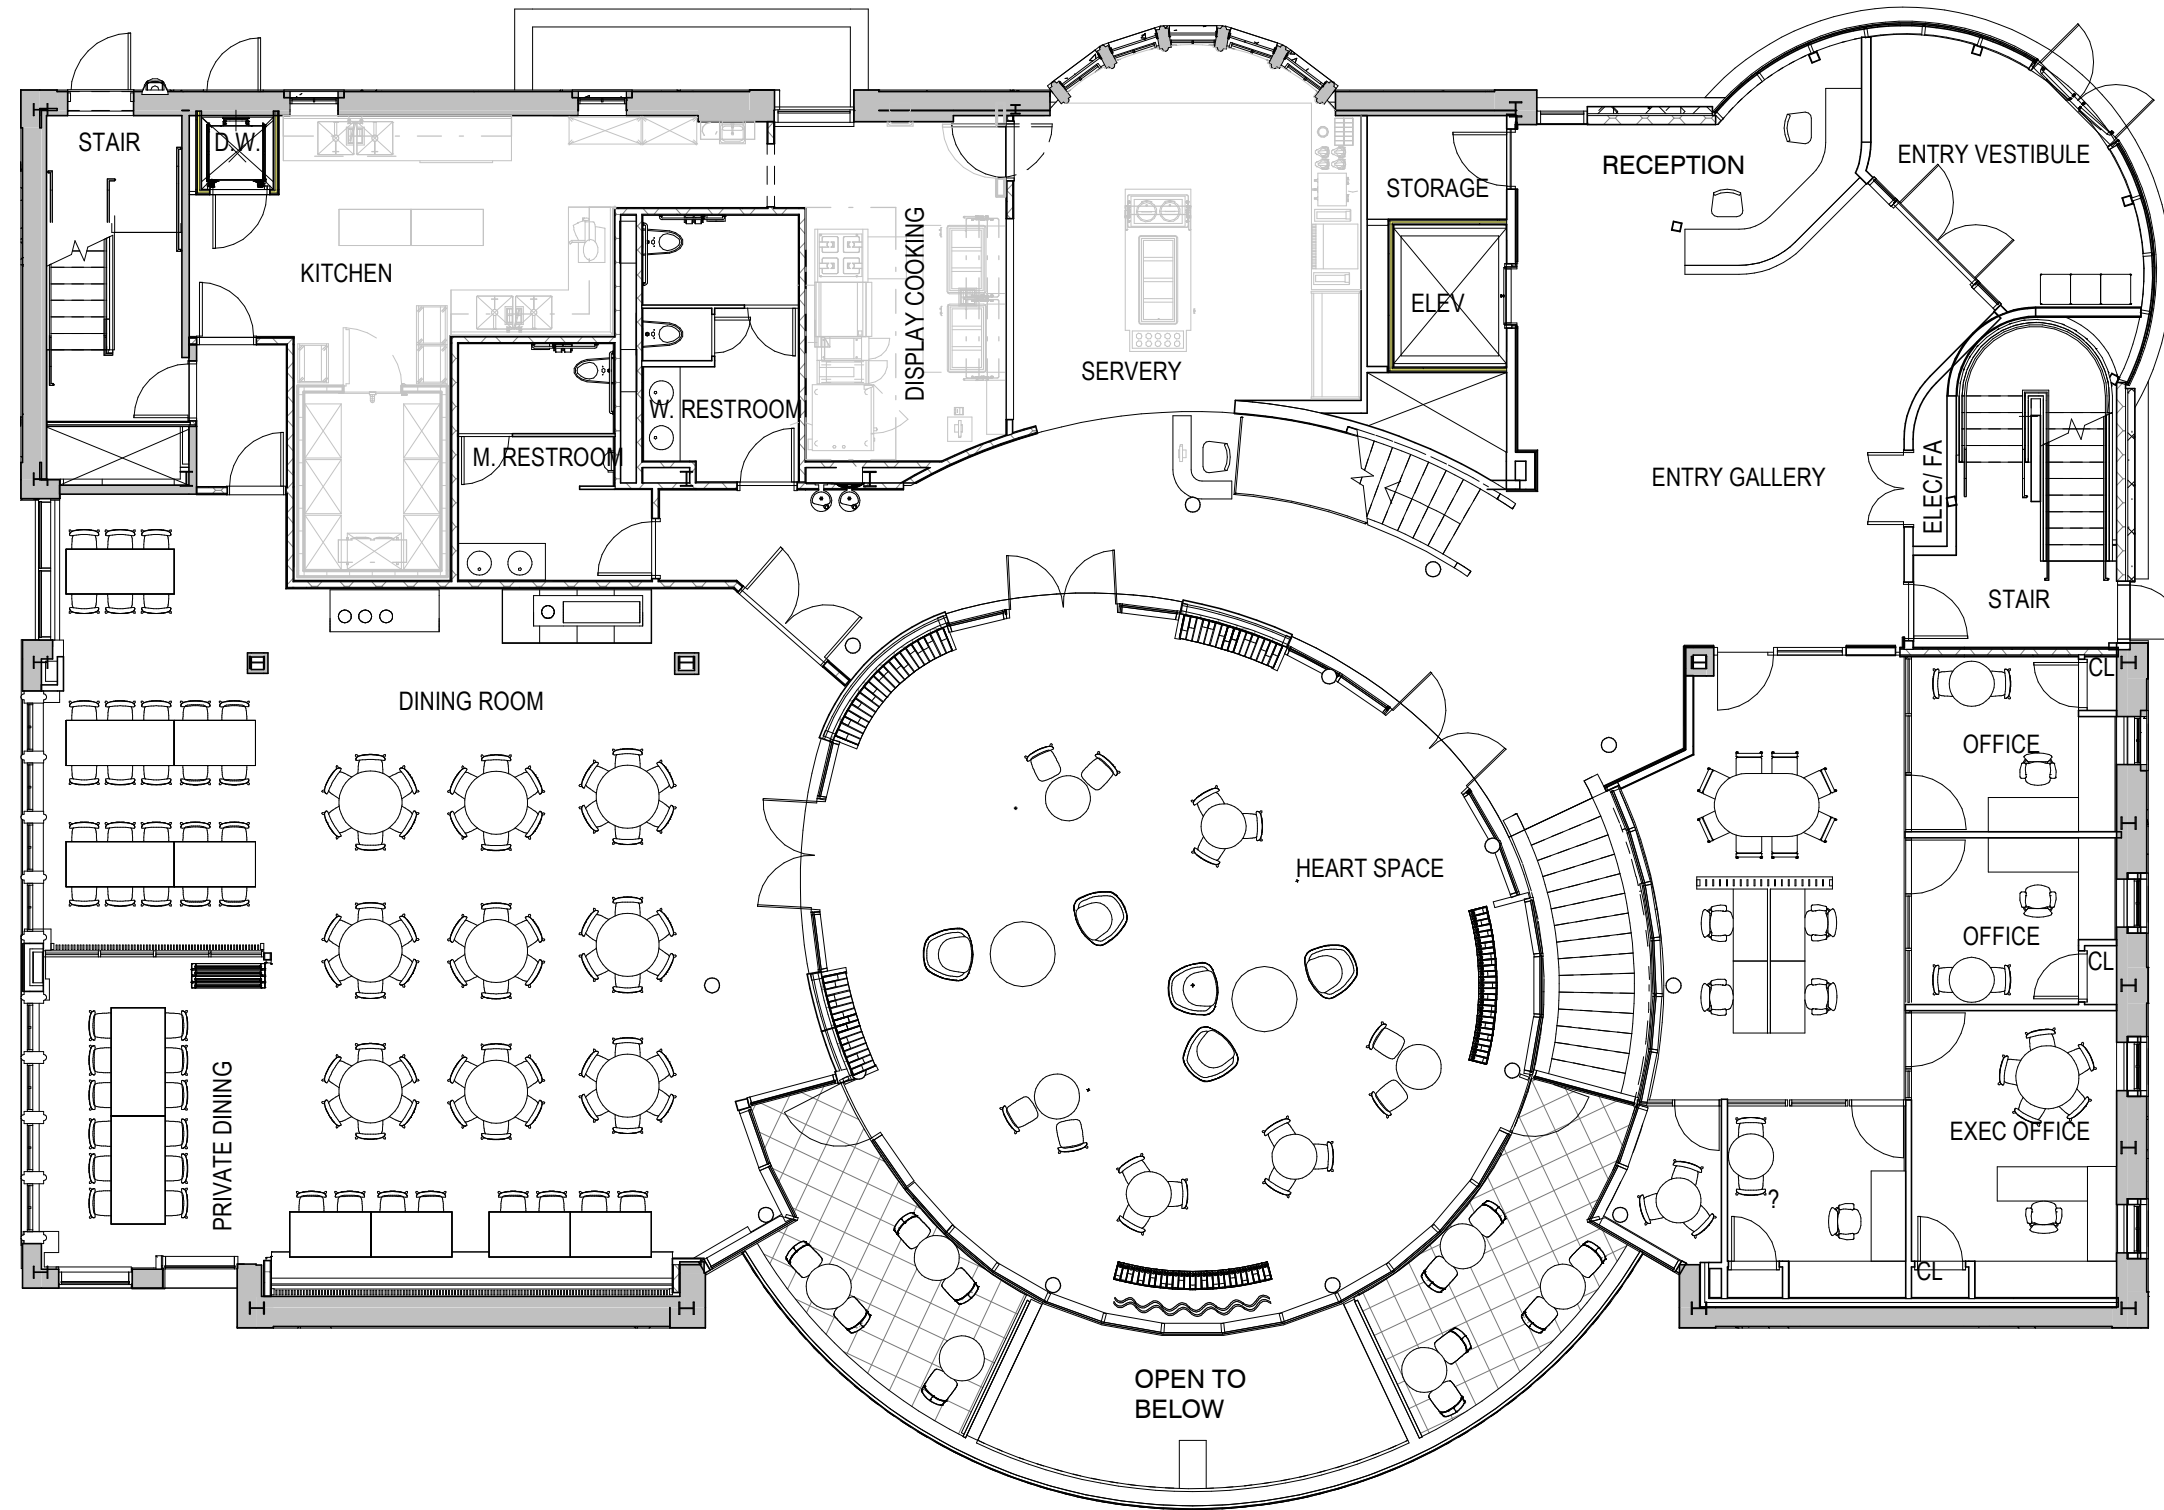 STAIR
D.W.
ENTRY VESTIBULE
RECEPTION
STORAGE
KITCHEN
DISPLAY COOKING
ELEV
SERVERY
W. RESTROOM
M. RESTROOM
ENTRY GALLERY
ELEC/FA
STAIR
CL
DINING ROOM
OFFICE
HEART SPACE
OFFICE
CL
PRIVATE DINING
EXEC OFFICE
?
CL
OPEN TO
BELOW